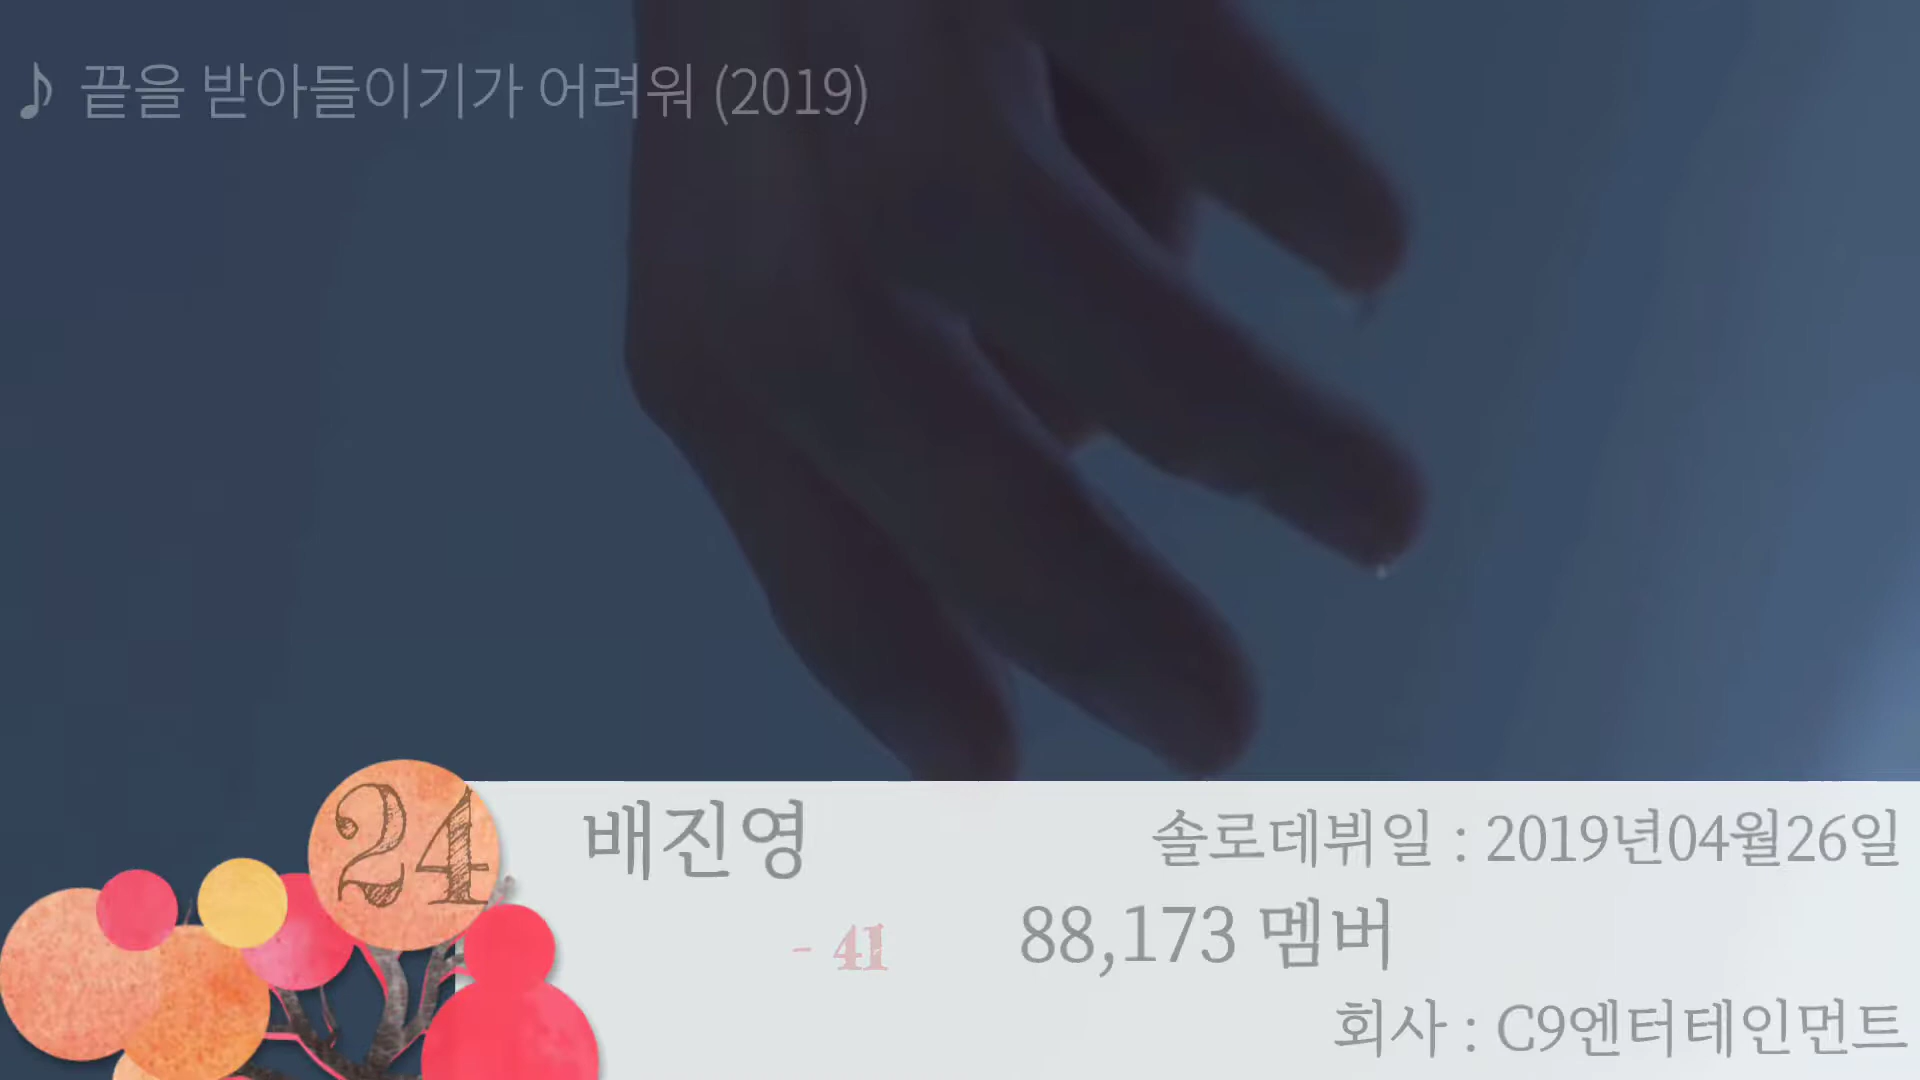 ♪ 끝을 받아들이기가 어려워 (2019)
24
배진영
솔로데뷔일 : 2019년04월26일
- 41
88,173 멤버
회사 : C9엔터테인먼트